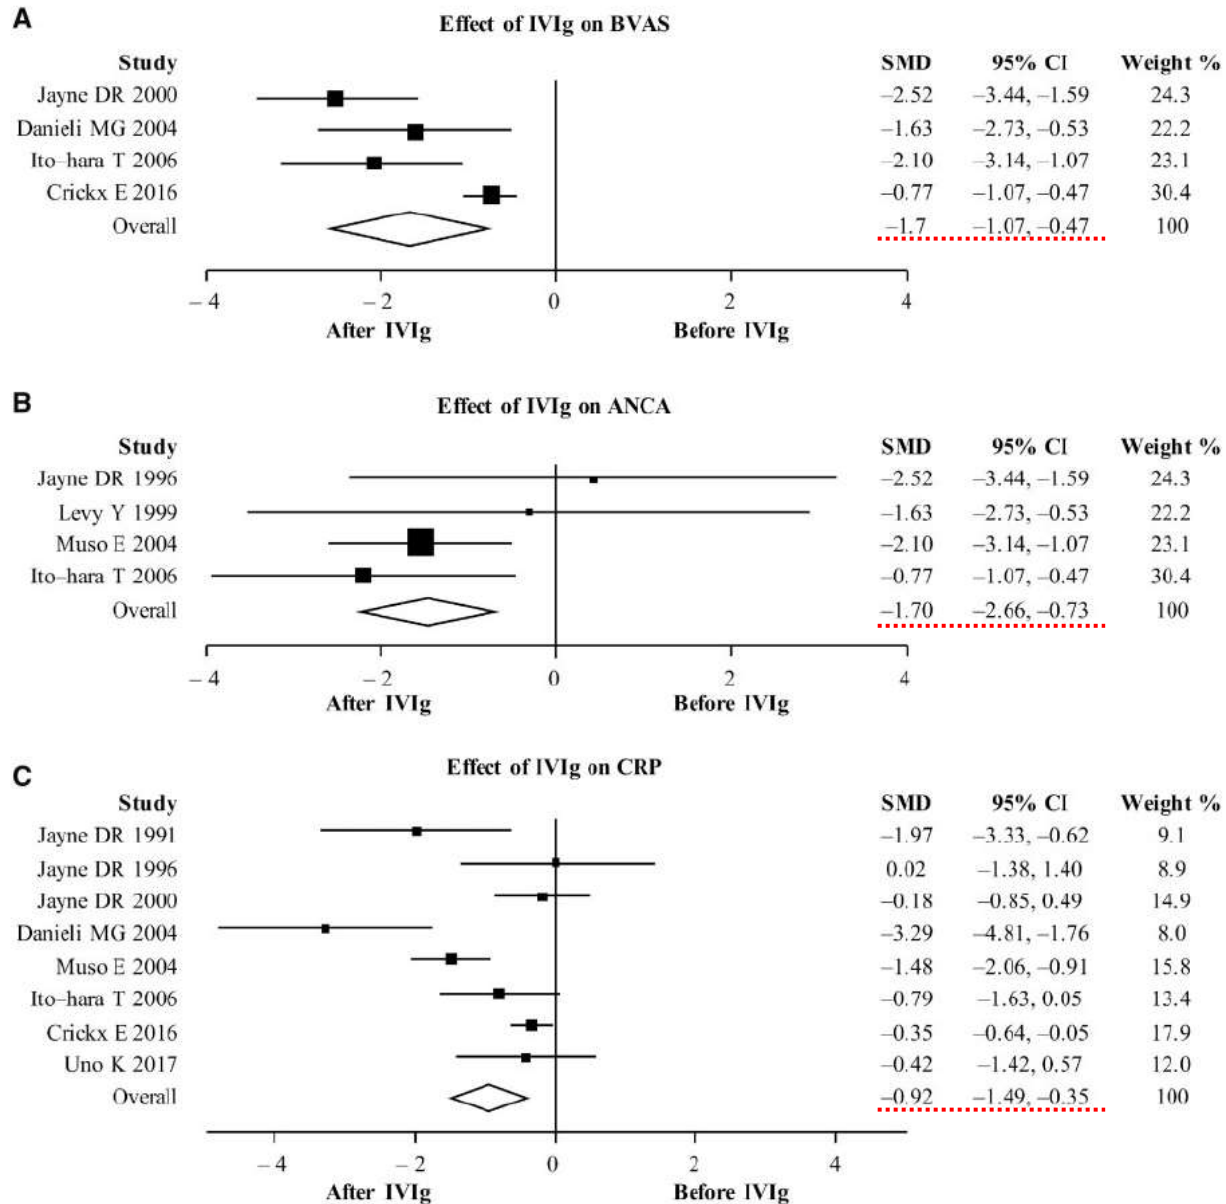 A
Effect of IVIg on BVAS
Study SMD 95% CI Weight %
Jayne DR 2000 –2.52 –3.44, –1.59 24.3
Danieli MG 2004 –1.63 –2.73, –0.53 22.2
Ito–hara T 2006 –2.10 –3.14, –1.07 23.1
Crickx E 2016 –0.77 –1.07, –0.47 30.4
Overall –1.7 –1.07, –0.47 100
–4 –2 0 2 4
After IVIg Before IVIg
B
Effect of IVIg on ANCA
Study SMD 95% CI Weight %
Jayne DR 1996 –2.52 –3.44, –1.59 24.3
Levy Y 1999 –1.63 –2.73, –0.53 22.2
Muso E 2004 –2.10 –3.14, –1.07 23.1
Ito–hara T 2006 –0.77 –1.07, –0.47 30.4
Overall –1.70 –2.66, –0.73 100
–4 –2 0 2 4
After IVIg Before IVIg
C
Effect of IVIg on CRP
Study SMD 95% CI Weight %
Jayne DR 1991 –1.97 –3.33, –0.62 9.1
Jayne DR 1996 0.02 –1.38, 1.40 8.9
Jayne DR 2000 –0.18 –0.85, 0.49 14.9
Danieli MG 2004 –3.29 –4.81, –1.76 8.0
Muso E 2004 –1.48 –2.06, –0.91 15.8
Ito–hara T 2006 –0.79 –1.63, 0.05 13.4
Crickx E 2016 –0.35 –0.64, –0.05 17.9
Uno K 2017 –0.42 –1.42, 0.57 12.0
Overall –0.92 –1.49, –0.35 100
–4 –2 0 2 4
After IVIg Before IVIg